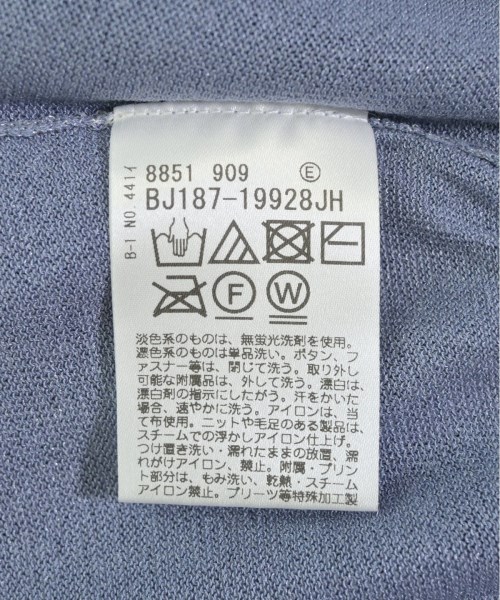 B-1 NO.441イ
8851 909 E
BJ187-19928JH
F W
淡色系のものは、無蛍光洗剤を使用。
濃色系のものは単品洗い。ボタン、フ
ァスナー等は、閉じて洗う。取り外し
可能な附属品は、外して洗う。漂白は、
漂白剤の指示にしたがう。汗をかいた
場合、速やかに洗う。アイロンは、当
て布使用。ニットや毛足のある製品は、
スチームでの浮かしアイロン仕上げ。
つけ置き洗い・濡れたままの放置、濡
れがけアイロン、禁止。附属・プリン
ト部分は、もみ洗い、乾熱・スチーム
アイロン禁止。プリーツ等特殊加工製